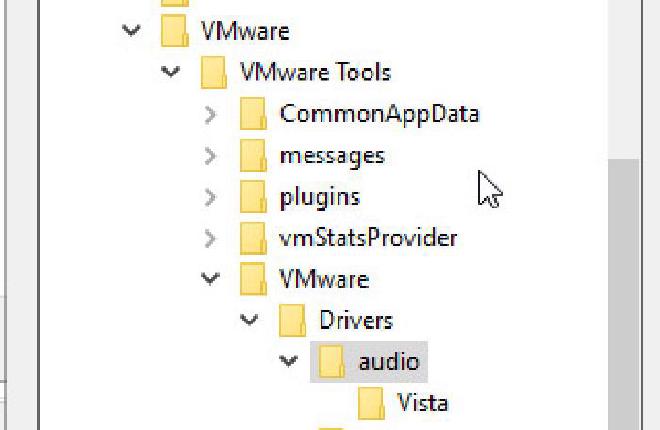 VMware
VMware Tools
CommonAppData
messages
plugins
vmStatsProvider
VMware
Drivers
audio
Vista